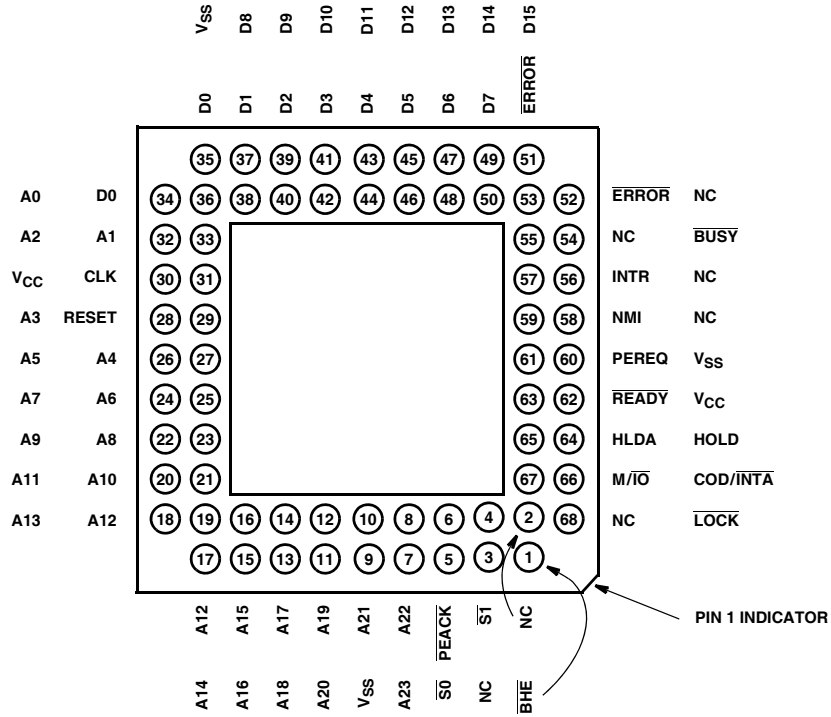 VSS D8 D9 D10 D11 D12 D13 D14 D15
D0 D1 D2 D3 D4 D5 D6 D7 ERROR
35 37 39 41 43 45 47 49 51
A0 D0 34 36 38 40 42 44 46 48 50 53 52 ERROR NC
A2 A1 32 33 55 54 NC BUSY
VCC CLK 30 31 57 56 INTR NC
A3 RESET 28 29 59 58 NMI NC
A5 A4 26 27 61 60 PEREQ VSS
A7 A6 24 25 63 62 READY VCC
A9 A8 22 23 65 64 HLDA HOLD
A11 A10 20 21 67 66 M/IO COD/INTA
A13 A12 18 19 16 14 12 10 8 6 4 2 68 NC LOCK
17 15 13 11 9 7 5 3 1
A12 A15 A17 A19 A21 A22 PEACK S1 NC PIN 1 INDICATOR
A14 A16 A18 A20 VSS A23 S0 NC BHE